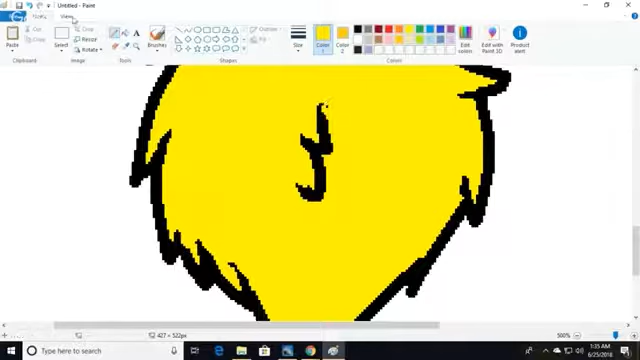 Untitled - Paint
View
Paste
Cut
Copy
Clipboard
Select
Crop
Resize
Rotate
Image
A
Tools
Brushes
Shapes
Outline
Fill
Size
Color 1
Color 2
Colors
Edit colors
Edit with Paint 3D
Product alert
427 × 522px
500%
Type here to search
1:35 AM
6/25/2018